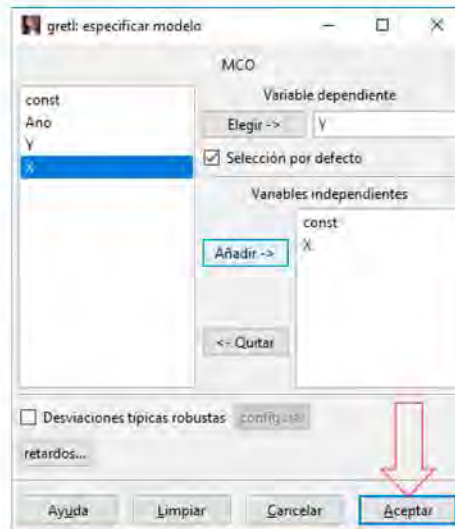 gretl: especificar modelo
MCO
const
Ano
Y
X
Variable dependiente
Elegir ->
Y
Selección por defecto
Variables independientes
const
X
Añadir ->
<- Quitar
Desviaciones típicas robustas
configurar
retardos...
Ayuda
Limpiar
Cancelar
Aceptar